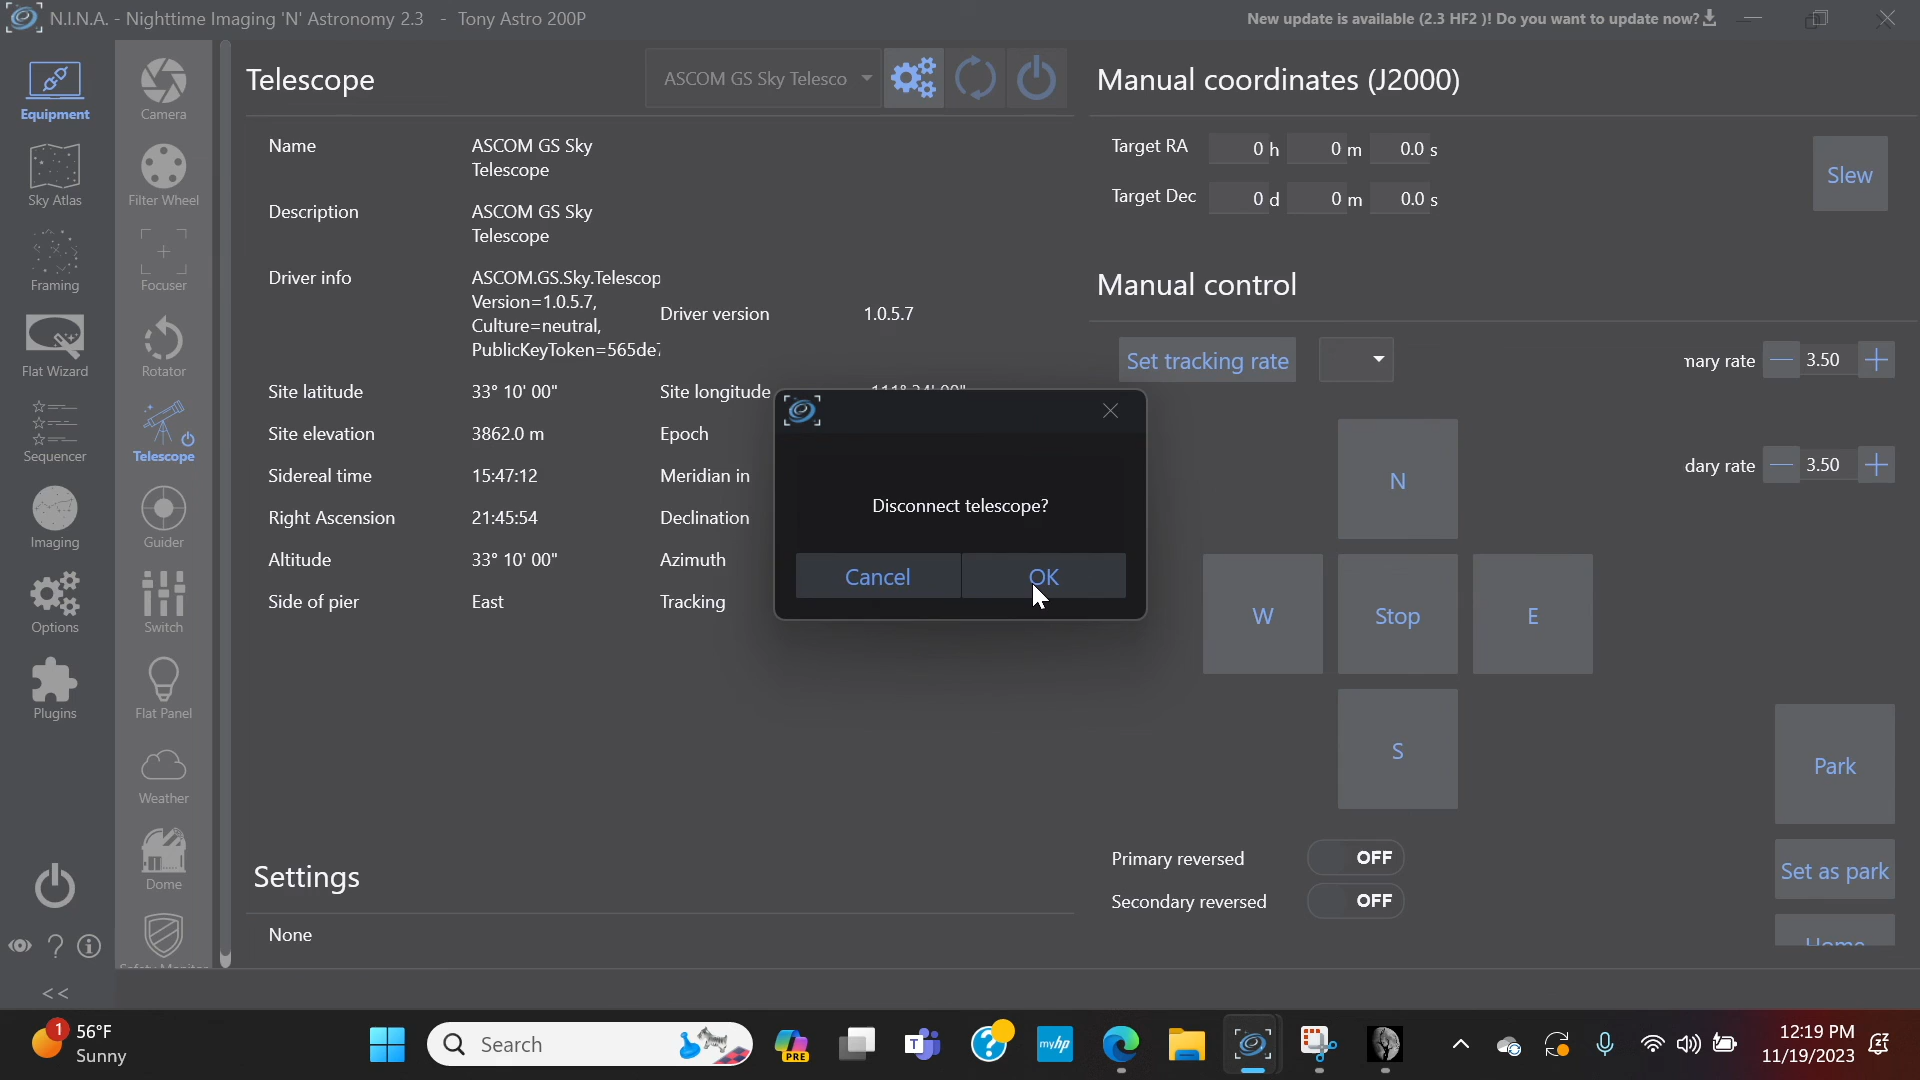 N.I.N.A. - Nighttime Imaging 'N' Astronomy 2.3 - Tony Astro 200P
New update is available (2.3 HF2 )! Do you want to update now?
Equipment
Sky Atlas
Framing
Flat Wizard
Sequencer
Imaging
Options
Plugins
<<
Camera
Filter Wheel
Focuser
Rotator
Telescope
Guider
Switch
Flat Panel
Weather
Dome
Telescope
ASCOM GS Sky Telesco
Name
ASCOM GS Sky
Telescope
Description
ASCOM GS Sky
Telescope
Driver info
ASCOM.GS.Sky.Telescop
Version=1.0.5.7,
Culture=neutral,
PublicKeyToken=565de
Driver version 1.0.5.7
Site latitude 33° 10' 00" Site longitude
Site elevation 3862.0 m Epoch
Sidereal time 15:47:12 Meridian in
Right Ascension 21:45:54 Declination
Altitude 33° 10' 00" Azimuth
Side of pier East Tracking
Settings
None
Disconnect telescope?
Cancel OK
Manual coordinates (J2000)
Target RA 0 h 0 m 0.0 s
Target Dec 0 d 0 m 0.0 s
Slew
Manual control
Set tracking rate
mary rate 3.50
dary rate 3.50
N
W Stop E
S
Primary reversed OFF
Secondary reversed OFF
Park
Set as park
Home
1
56°F
Sunny
Search
PRE
T
?
myhp
12:19 PM
11/19/2023